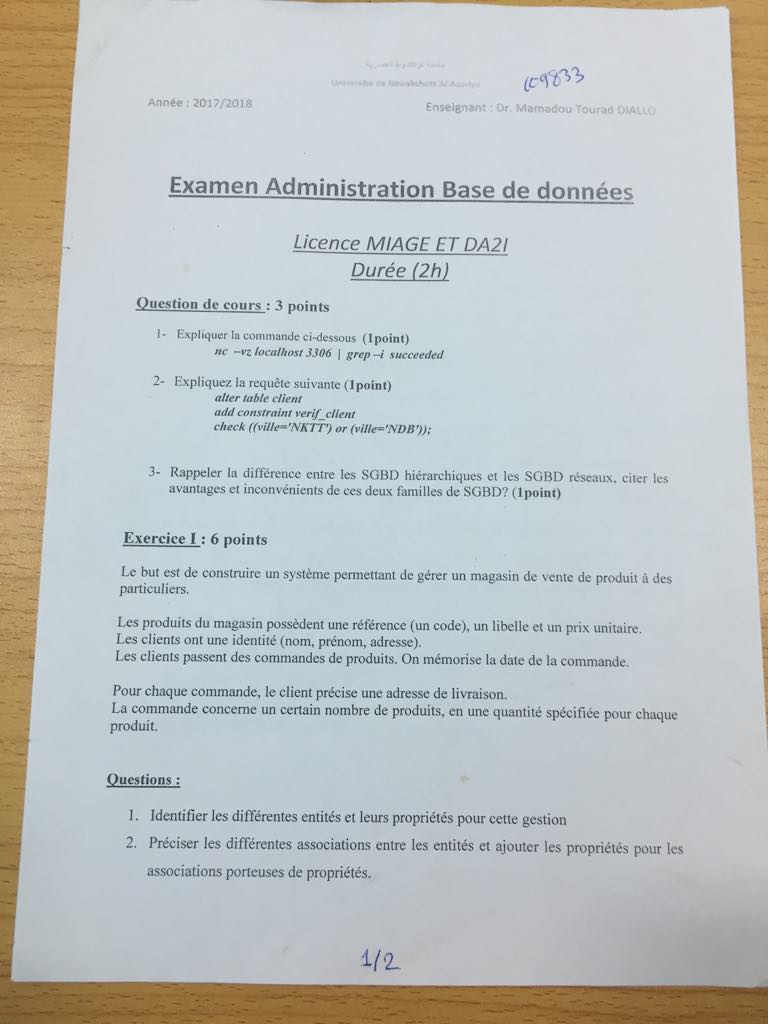 Université de Nouakchott Al Aasriya
Année : 2017/2018
Enseignant : Dr. Mamadou Tourad DIALLO
Examen Administration Base de données
Licence MIAGE ET DA2I
Durée (2h)
Question de cours : 3 points
1- Expliquer la commande ci-dessous (1point)
nc –vz localhost 3306 | grep –i succeeded
2- Expliquez la requête suivante (1point)
alter table client
add constraint verif_client
check ((ville='NKTT') or (ville='NDB'));
3- Rappeler la différence entre les SGBD hiérarchiques et les SGBD réseaux, citer les
avantages et inconvénients de ces deux familles de SGBD? (1point)
Exercice I : 6 points
Le but est de construire un système permettant de gérer un magasin de vente de produit à des
particuliers.
Les produits du magasin possèdent une référence (un code), un libelle et un prix unitaire.
Les clients ont une identité (nom, prénom, adresse).
Les clients passent des commandes de produits. On mémorise la date de la commande.
Pour chaque commande, le client précise une adresse de livraison.
La commande concerne un certain nombre de produits, en une quantité spécifiée pour chaque
produit.
Questions :
1. Identifier les différentes entités et leurs propriétés pour cette gestion
2. Préciser les différentes associations entre les entités et ajouter les propriétés pour les
associations porteuses de propriétés.
1/2